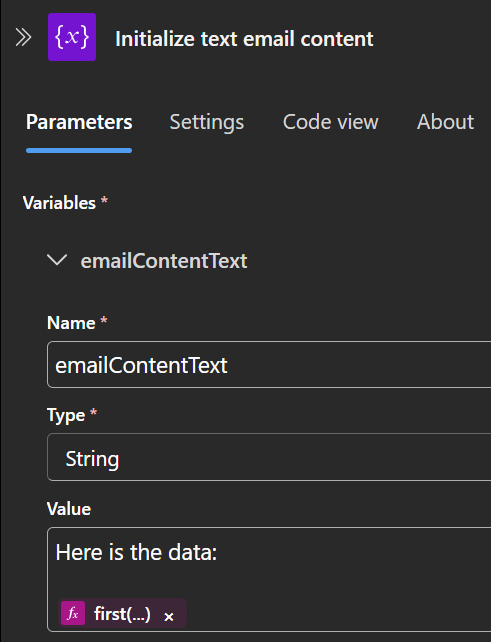 {x} Initialize text email content
Parameters Settings Code view About
Variables *
emailContentText
Name *
emailContentText
Type *
String
Value
Here is the data:
fx first(...) ×